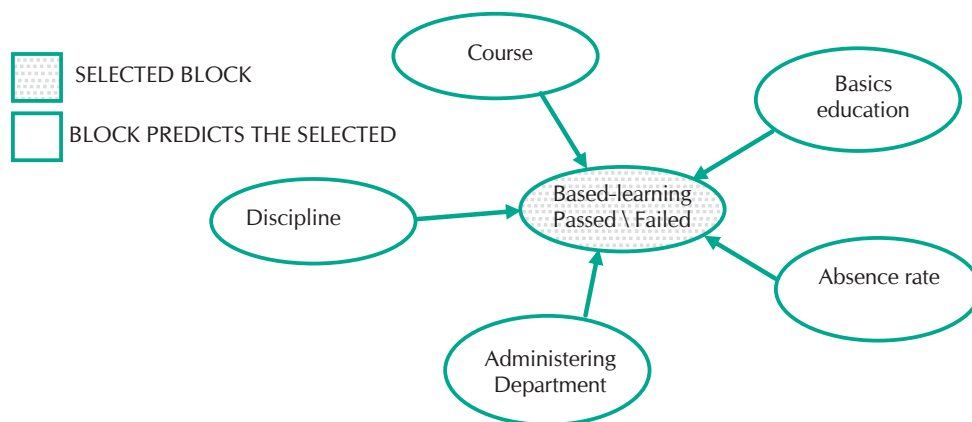 SELECTED BLOCK
BLOCK PREDICTS THE SELECTED
Course
Basics
education
Based-learning
Passed \ Failed
Discipline
Absence rate
Administering
Department